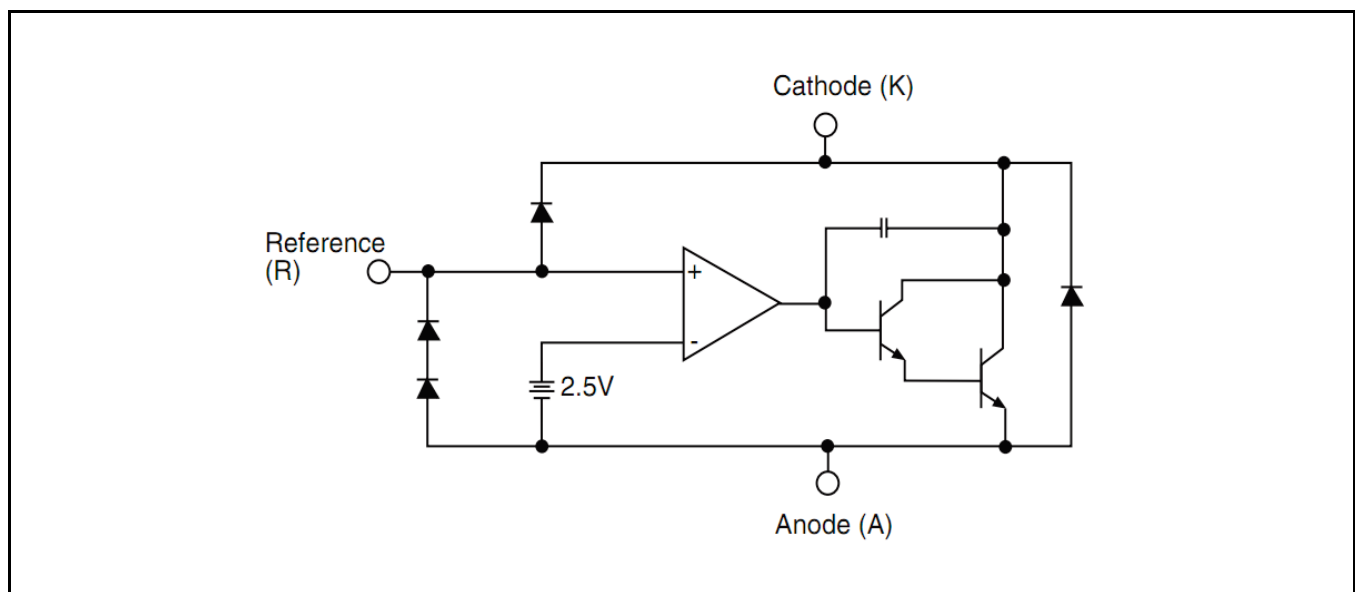 Cathode (K)
Reference
(R)
+
-
2.5V
Anode (A)